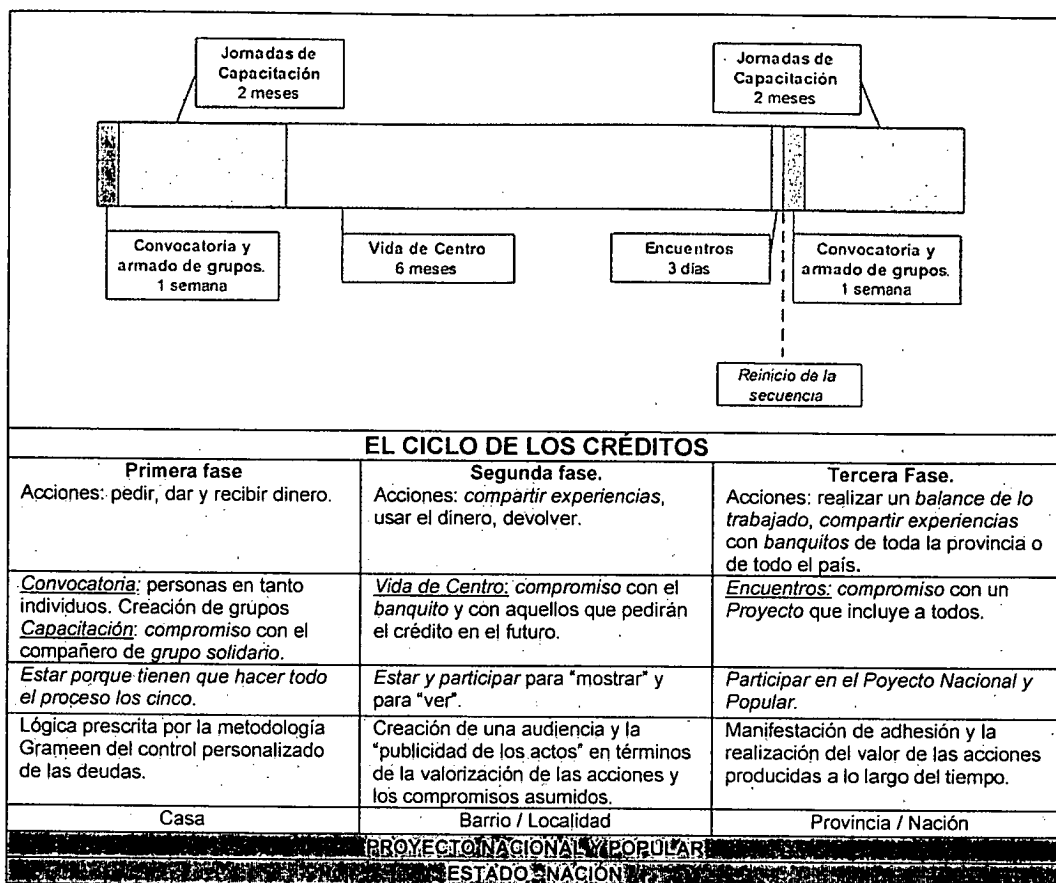 Jornadas de
Capacitación
2 meses
Jornadas de
Capacitación
2 meses
Convocatoria y
armado de grupos.
1 semana
Vida de Centro
6 meses
Encuentros
3 días
Convocatoria y
armado de grupos.
1 semana
Reinicio de la
secuencia
EL CICLO DE LOS CRÉDITOS
Primera fase
Acciones: pedir, dar y recibir dinero.
Segunda fase.
Acciones: compartir experiencias,
usar el dinero, devolver.
Tercera Fase.
Acciones: realizar un balance de lo
trabajado, compartir experiencias
con banquitos de toda la provincia o
de todo el país.
Convocatoria: personas en tanto
individuos. Creación de grupos
Capacitación: compromiso con el
compañero de grupo solidario.
Vida de Centro: compromiso con el
banquito y con aquellos que pedirán
el crédito en el futuro.
Encuentros: compromiso con un
Proyecto que incluye a todos.
Estar porque tienen que hacer todo
el proceso los cinco.
Estar y participar para "mostrar" y
para "ver".
Participar en el Poyecto Nacional y
Popular.
Lógica prescrita por la metodología
Grameen del control personalizado
de las deudas.
Creación de una audiencia y la
"publicidad de los actos" en términos
de la valorización de las acciones y
los compromisos asumidos.
Manifestación de adhesión y la
realización del valor de las acciones
producidas a lo largo del tiempo.
Casa
Barrio / Localidad
Provincia / Nación
PROYECTO NACIONAL Y POPULAR
ESTADO - NACIÓN